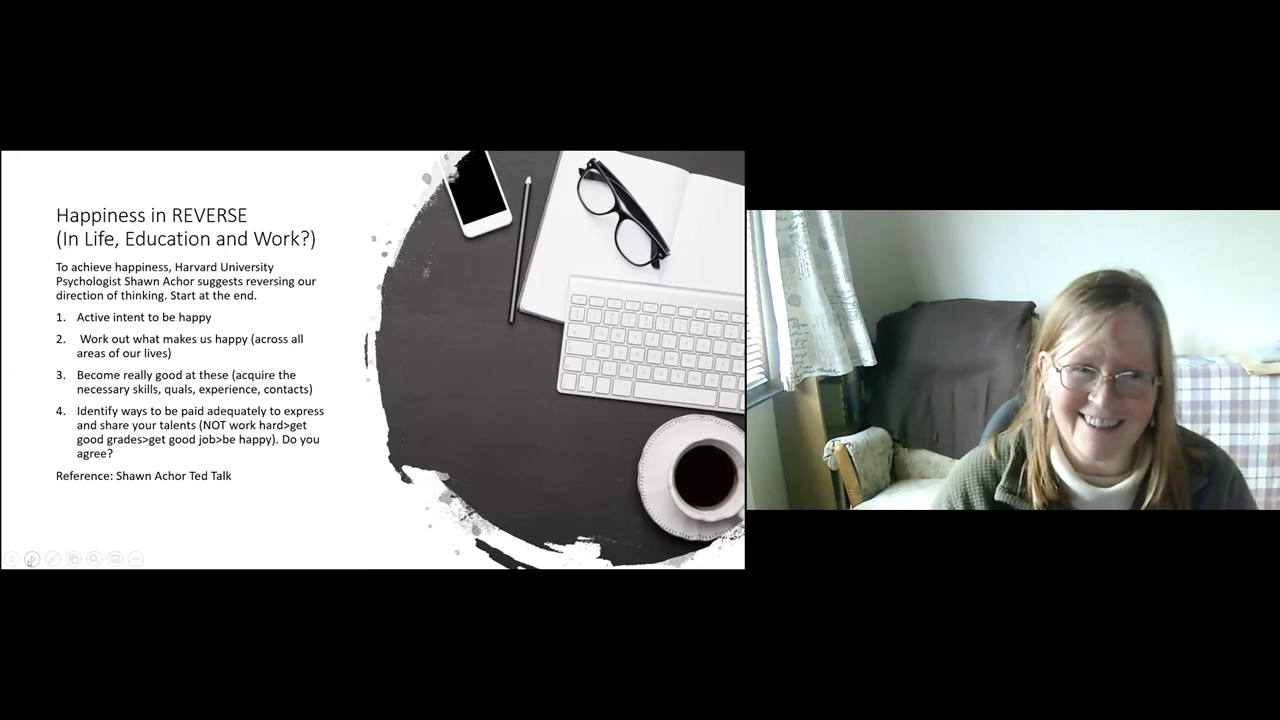 Happiness in REVERSE
(In Life, Education and Work?)
To achieve happiness, Harvard University
Psychologist Shawn Achor suggests reversing our
direction of thinking. Start at the end.
1. Active intent to be happy
2. Work out what makes us happy (across all
areas of our lives)
3. Become really good at these (acquire the
necessary skills, quals, experience, contacts)
4. Identify ways to be paid adequately to express
and share your talents (NOT work hard>get
good grades>get good job>be happy). Do you
agree?
Reference: Shawn Achor Ted Talk